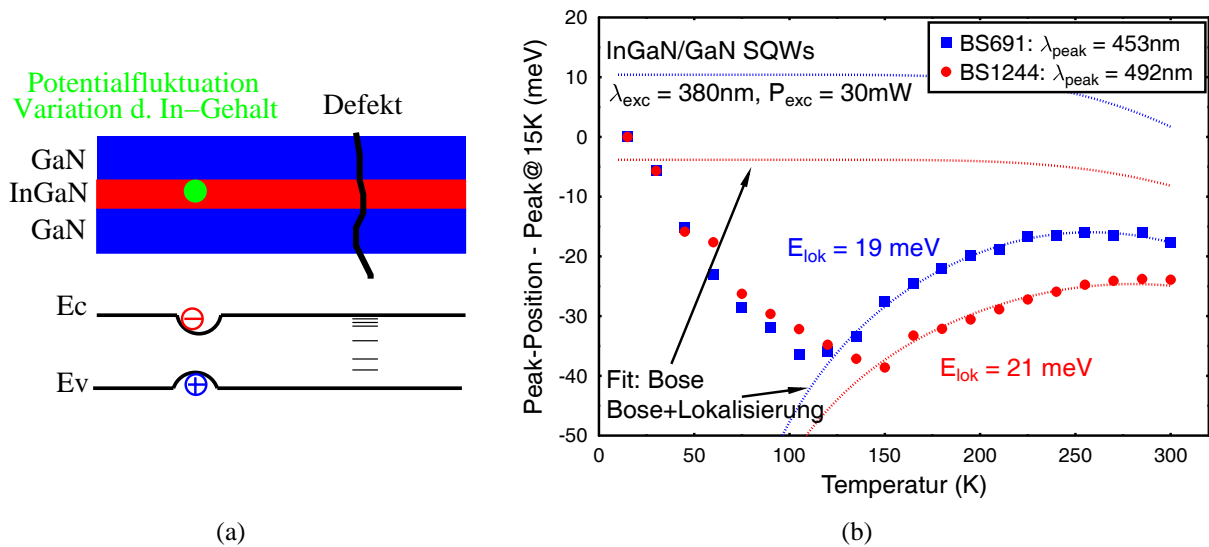 Potentialfluktuation
Variation d. In-Gehalt
Defekt
GaN
InGaN
GaN
Ec
−
Ev
+
(a)
Peak-Position - Peak@15K (meV)
20
10
0
-10
-20
-30
-40
-50
InGaN/GaN SQWs
λexc = 380nm, Pexc = 30mW
BS691: λpeak = 453nm
BS1244: λpeak = 492nm
Elok = 19 meV
Elok = 21 meV
Fit: Bose
Bose+Lokalisierung
0 50 100 150 200 250 300
Temperatur (K)
(b)